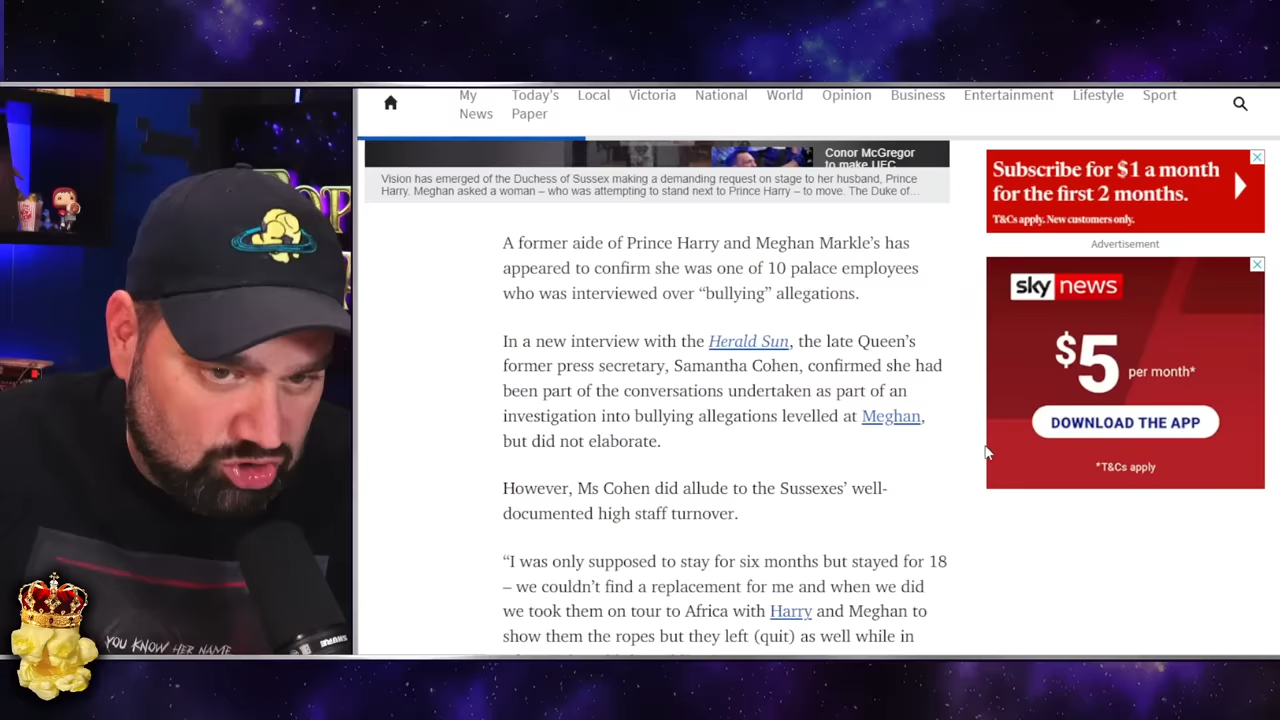 My News
Today's Paper
Local
Victoria
National
World
Opinion
Business
Entertainment
Lifestyle
Sport
Conor McGregor
to make UFC
Vision has emerged of the Duchess of Sussex making a demanding request on stage to her husband, Prince
Harry. Meghan asked a woman – who was attempting to stand next to Prince Harry – to move. The Duke of...
A former aide of Prince Harry and Meghan Markle's has
appeared to confirm she was one of 10 palace employees
who was interviewed over “bullying” allegations.
In a new interview with the Herald Sun, the late Queen's
former press secretary, Samantha Cohen, confirmed she had
been part of the conversations undertaken as part of an
investigation into bullying allegations levelled at Meghan,
but did not elaborate.
However, Ms Cohen did allude to the Sussexes' well-
documented high staff turnover.
“I was only supposed to stay for six months but stayed for 18
– we couldn't find a replacement for me and when we did
we took them on tour to Africa with Harry and Meghan to
show them the ropes but they left (quit) as well while in
Subscribe for $1 a month
for the first 2 months.
T&Cs apply. New customers only.
Advertisement
sky news
$5 per month*
DOWNLOAD THE APP
*T&Cs apply
YOU KNOW HER NAME